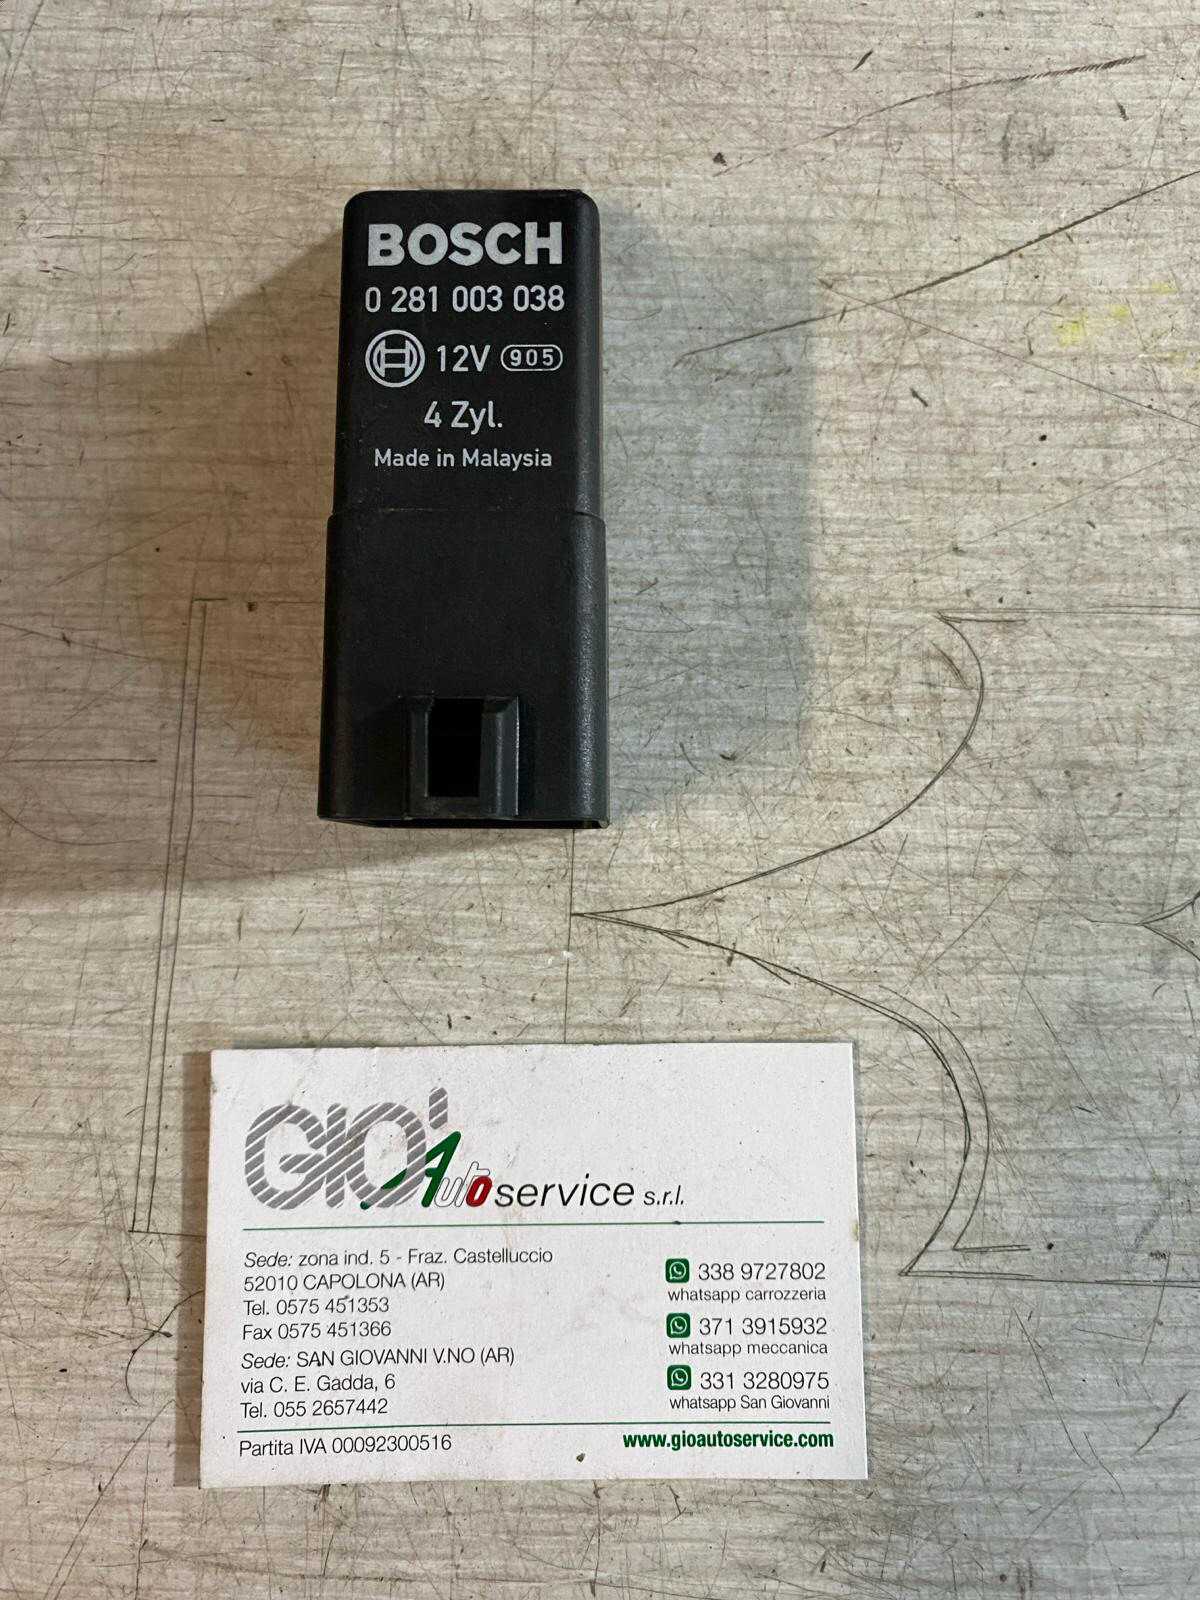 BOSCH
0 281 003 038
12V 905
4 Zyl.
Made in Malaysia
GIO' Autoservice s.r.l.
Sede: zona ind. 5 - Fraz. Castelluccio
52010 CAPOLONA (AR)
Tel. 0575 451353
Fax 0575 451366
Sede: SAN GIOVANNI V.NO (AR)
via C. E. Gadda, 6
Tel. 055 2657442
338 9727802
whatsapp carrozzeria
371 3915932
whatsapp meccanica
331 3280975
whatsapp San Giovanni
Partita IVA 00092300516
www.gioautoservice.com